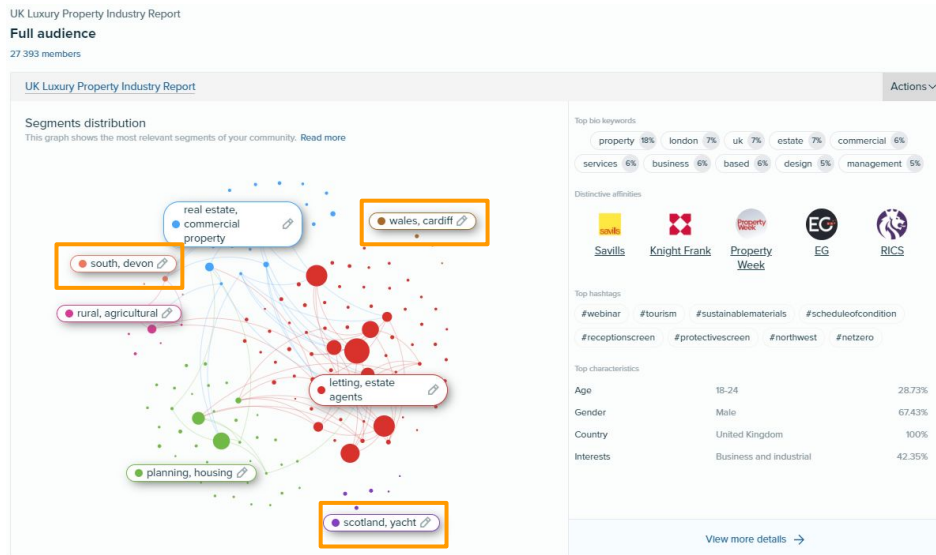 UK Luxury Property Industry Report
Full audience
27 393 members
UK Luxury Property Industry Report
Actions
Segments distribution
This graph shows the most relevant segments of your community. Read more
real estate,
commercial
property
wales, cardiff
south, devon
rural, agricultural
letting, estate
agents
planning, housing
scotland, yacht
Top bio keywords
property 18% london 7% uk 7% estate 7% commercial 6%
services 6% business 6% based 6% design 5% management 5%
Distinctive affinities
savills
Property
Week
EG
Savills Knight Frank Property Week EG RICS
Top hashtags
#webinar #tourism #sustainablematerials #scheduleofcondition
#receptionscreen #protectivescreen #northwest #netzero
Top characteristics
Age 18-24 28.73%
Gender Male 67.43%
Country United Kingdom 100%
Interests Business and industrial 42.35%
View more details